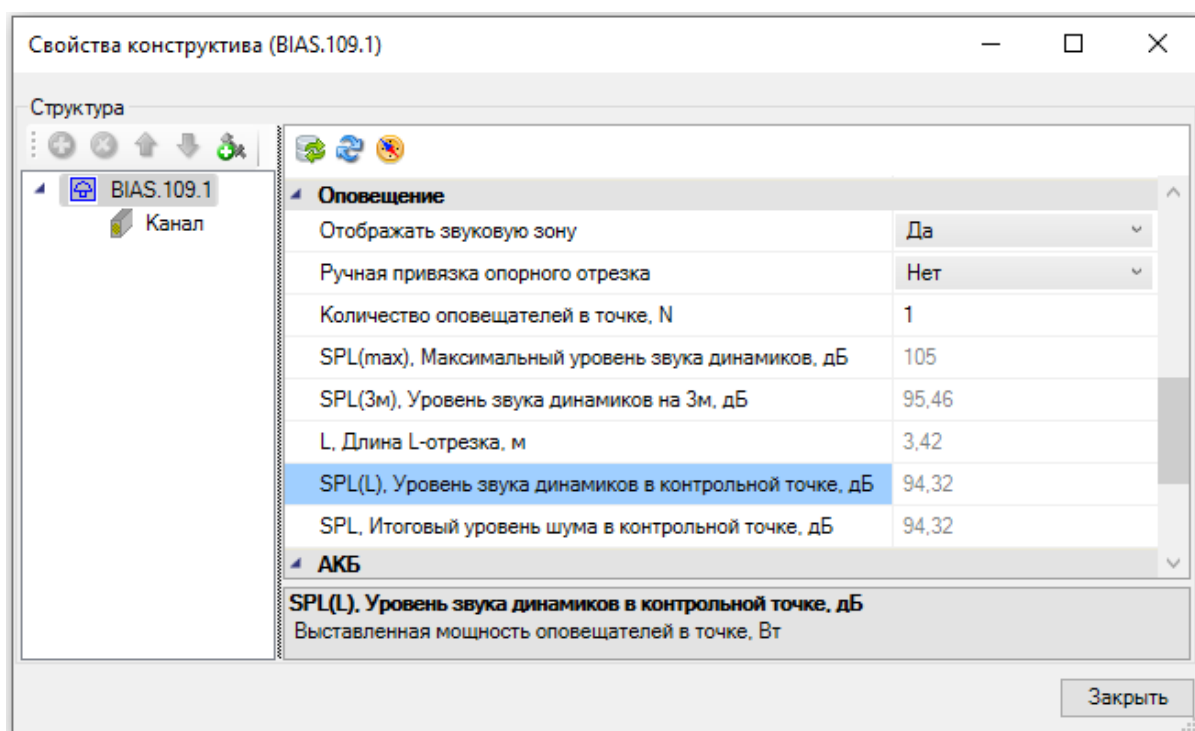 Свойства конструктива (BIAS.109.1)
Структура
BIAS.109.1
Канал
Оповещение
Отображать звуковую зону Да
Ручная привязка опорного отрезка Нет
Количество оповещателей в точке, N 1
SPL(max), Максимальный уровень звука динамиков, дБ 105
SPL(3м), Уровень звука динамиков на 3м, дБ 95,46
L, Длина L-отрезка, м 3,42
SPL(L), Уровень звука динамиков в контрольной точке, дБ 94,32
SPL, Итоговый уровень шума в контрольной точке, дБ 94,32
АКБ
SPL(L), Уровень звука динамиков в контрольной точке, дБ
Выставленная мощность оповещателей в точке, Вт
Закрыть